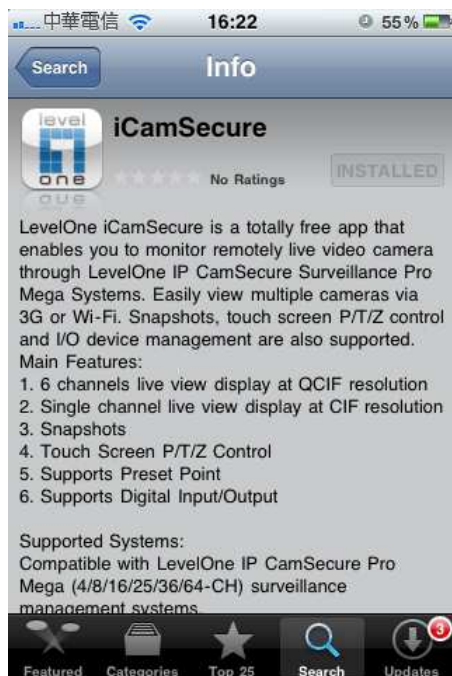 中華電信 16:22 55%
Search Info
level
one
iCamSecure
No Ratings
INSTALLED
LevelOne iCamSecure is a totally free app that
enables you to monitor remotely live video camera
through LevelOne IP CamSecure Surveillance Pro
Mega Systems. Easily view multiple cameras via
3G or Wi-Fi. Snapshots, touch screen P/T/Z control
and I/O device management are also supported.
Main Features:
1. 6 channels live view display at QCIF resolution
2. Single channel live view display at CIF resolution
3. Snapshots
4. Touch Screen P/T/Z Control
5. Supports Preset Point
6. Supports Digital Input/Output
Supported Systems:
Compatible with LevelOne IP CamSecure Pro
Mega (4/8/16/25/36/64-CH) surveillance
management systems.
3
Featured Categories Top 25 Search Updates